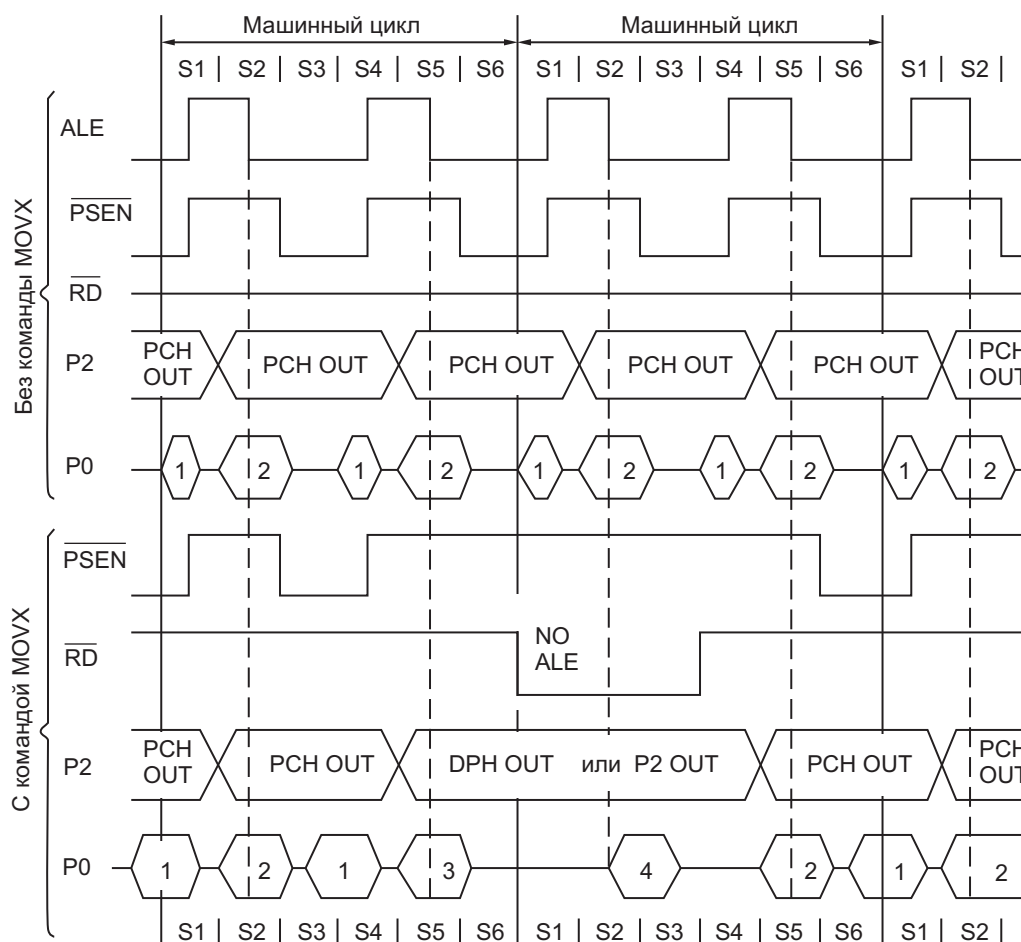 Машинный цикл Машинный цикл
S1 | S2 | S3 | S4 | S5 | S6 S1 | S2 | S3 | S4 | S5 | S6 S1 | S2 |
Без команды MOVX
ALE
PSEN
RD
P2 PCH OUT PCH OUT PCH OUT PCH OUT PCH OUT PCH OUT
P0 1 2 1 2 1 2 1 2 1 2
С командой MOVX
PSEN
RD NO ALE
P2 PCH OUT PCH OUT DPH OUT или P2 OUT PCH OUT PCH OUT
P0 1 2 1 3 4 2 1 2
S1 | S2 | S3 | S4 | S5 | S6 S1 | S2 | S3 | S4 | S5 | S6 S1 | S2 |